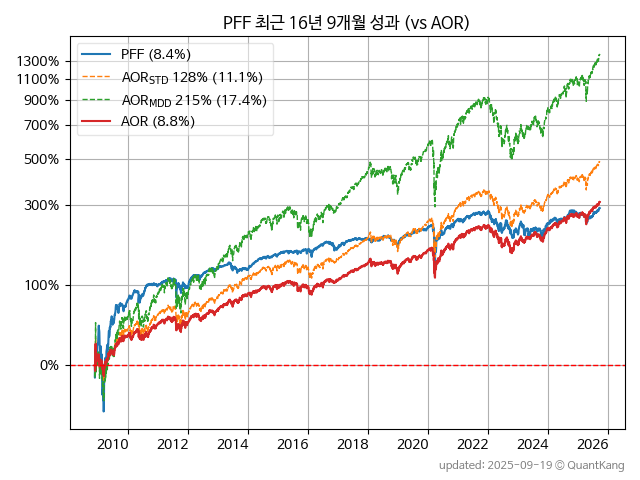 PFF 최근 16년 9개월 성과 (vs AOR)
PFF (8.4%)
AOR_STD 128% (11.1%)
AOR_MDD 215% (17.4%)
AOR (8.8%)
1300%
1100%
900%
700%
500%
300%
100%
0%
2010 2012 2014 2016 2018 2020 2022 2024 2026
updated: 2025-09-19 © QuantKang